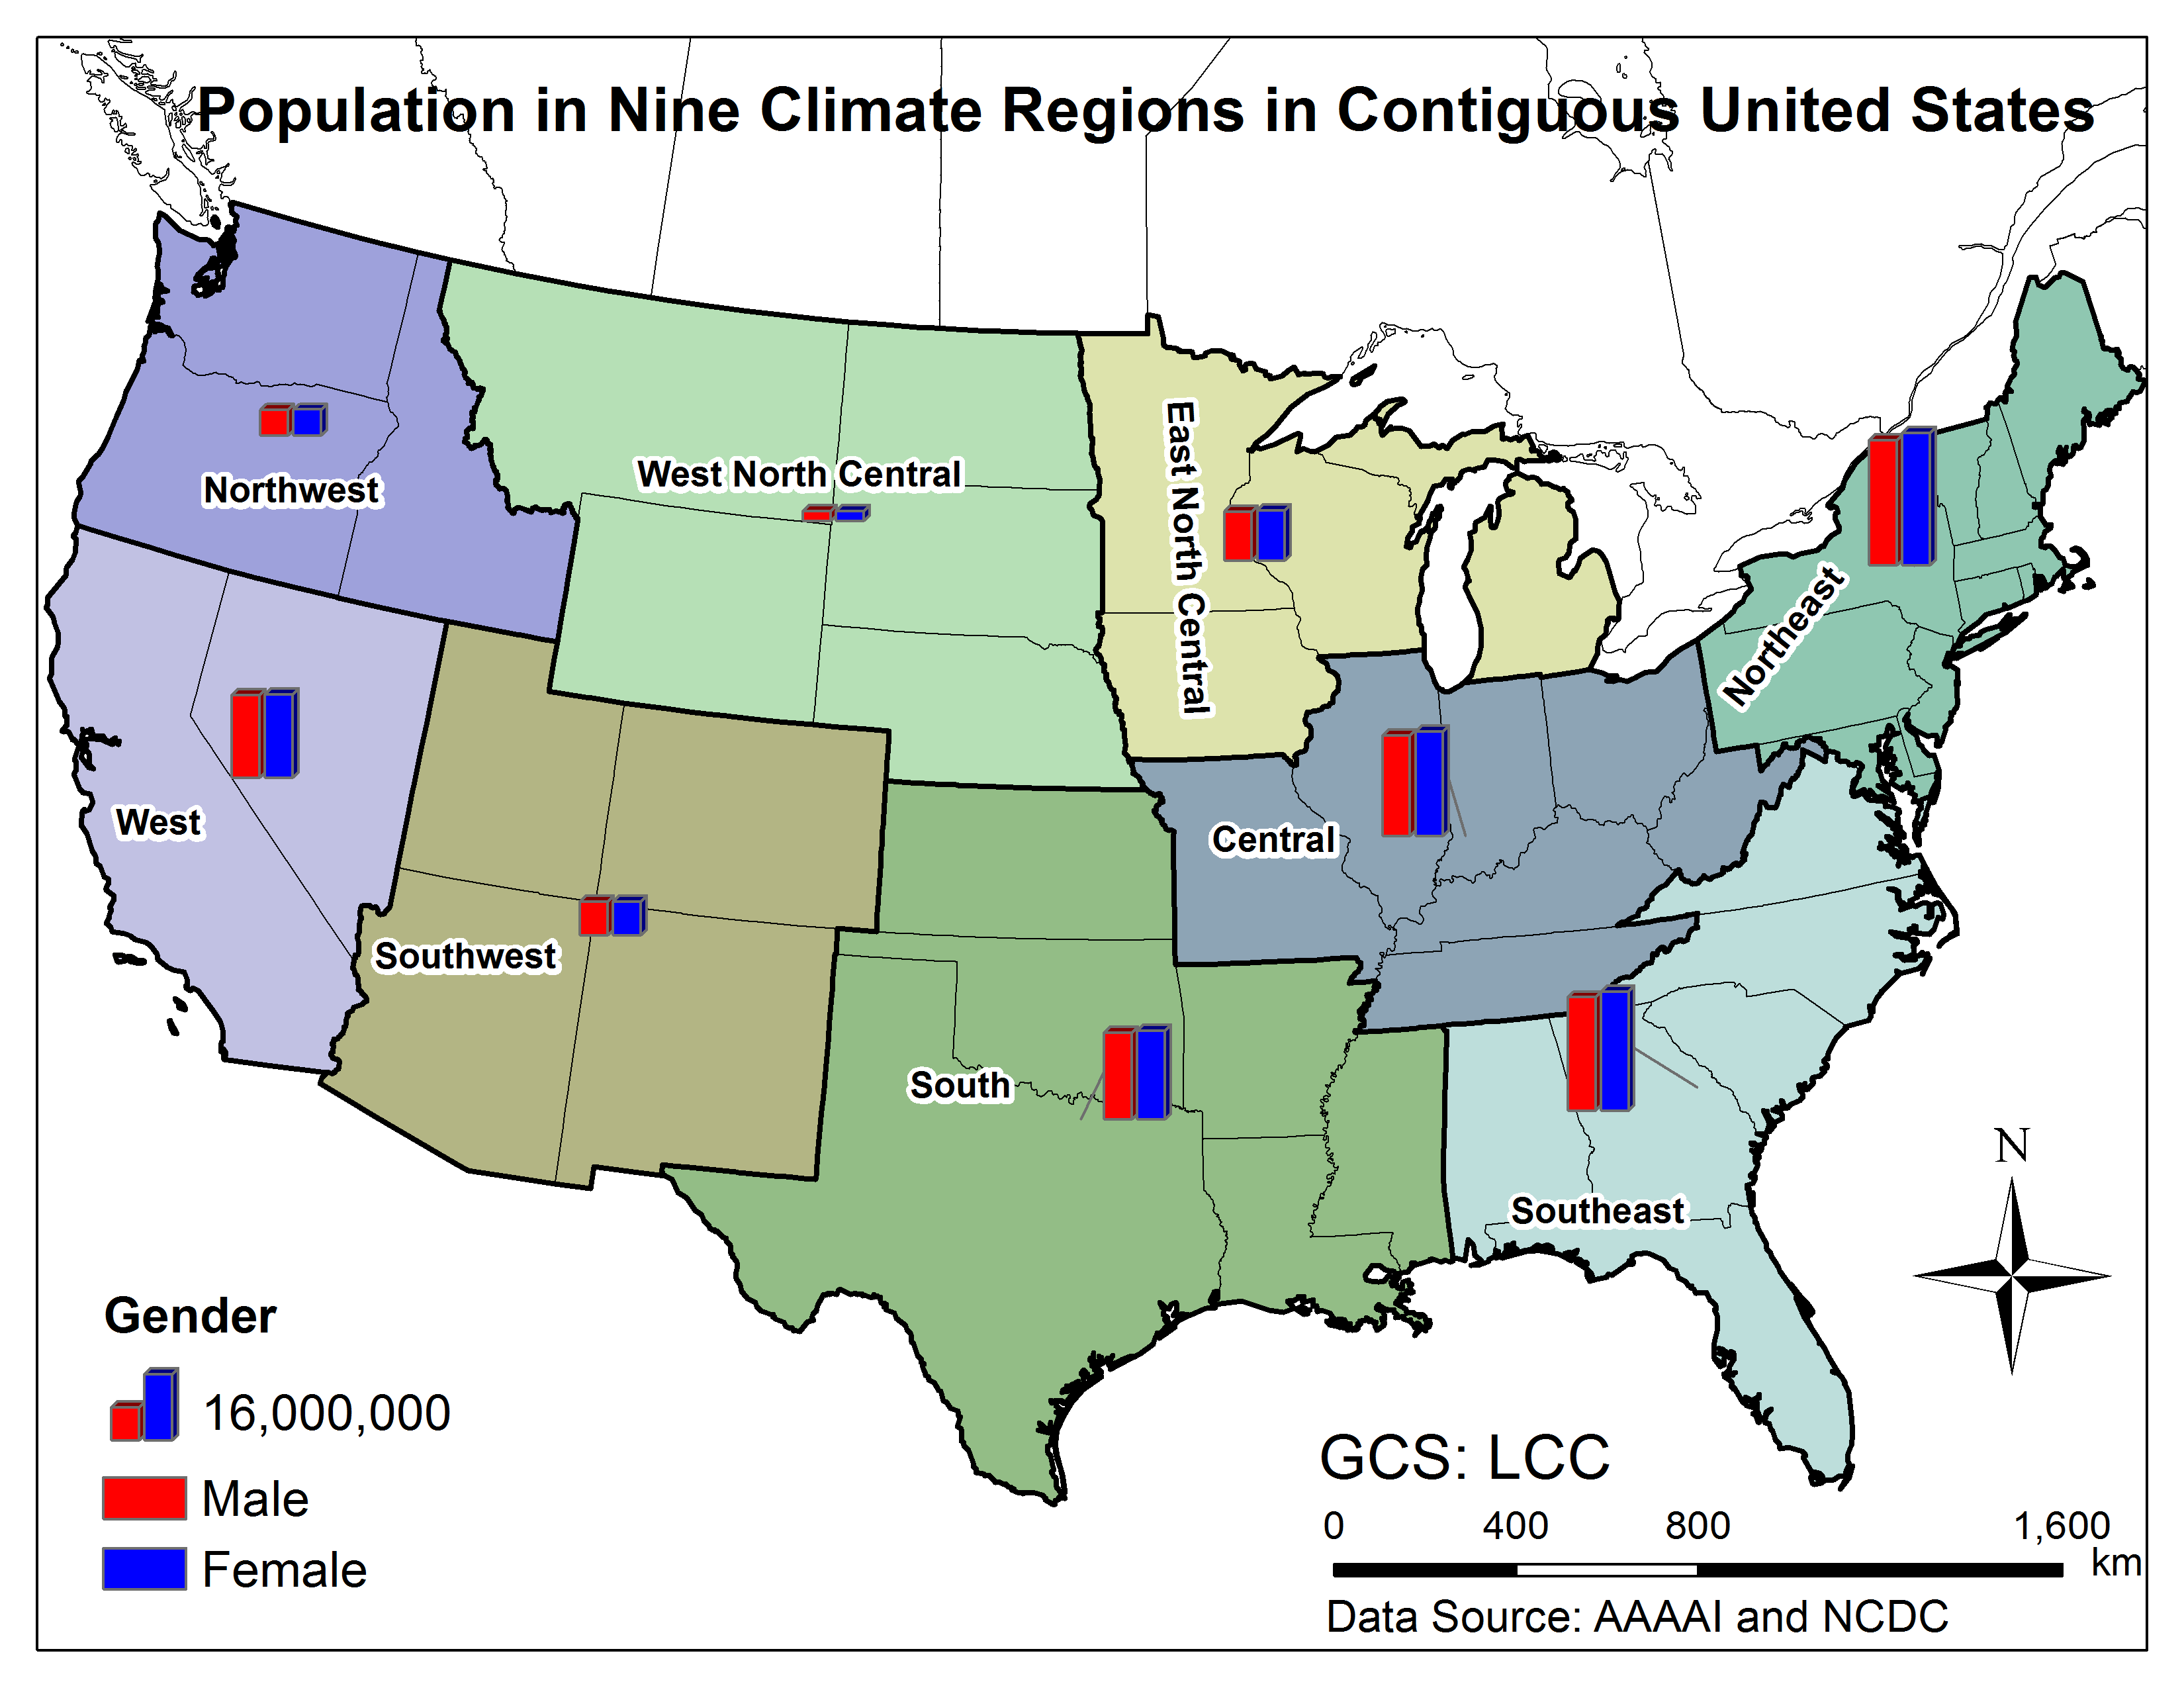 Population in Nine Climate Regions in Contiguous United States
Northwest
West North Central
East North Central
Northeast
West
Central
Southwest
South
Southeast
N
Gender
16,000,000
Male
Female
GCS: LCC
0 400 800 1,600
km
Data Source: AAAAI and NCDC